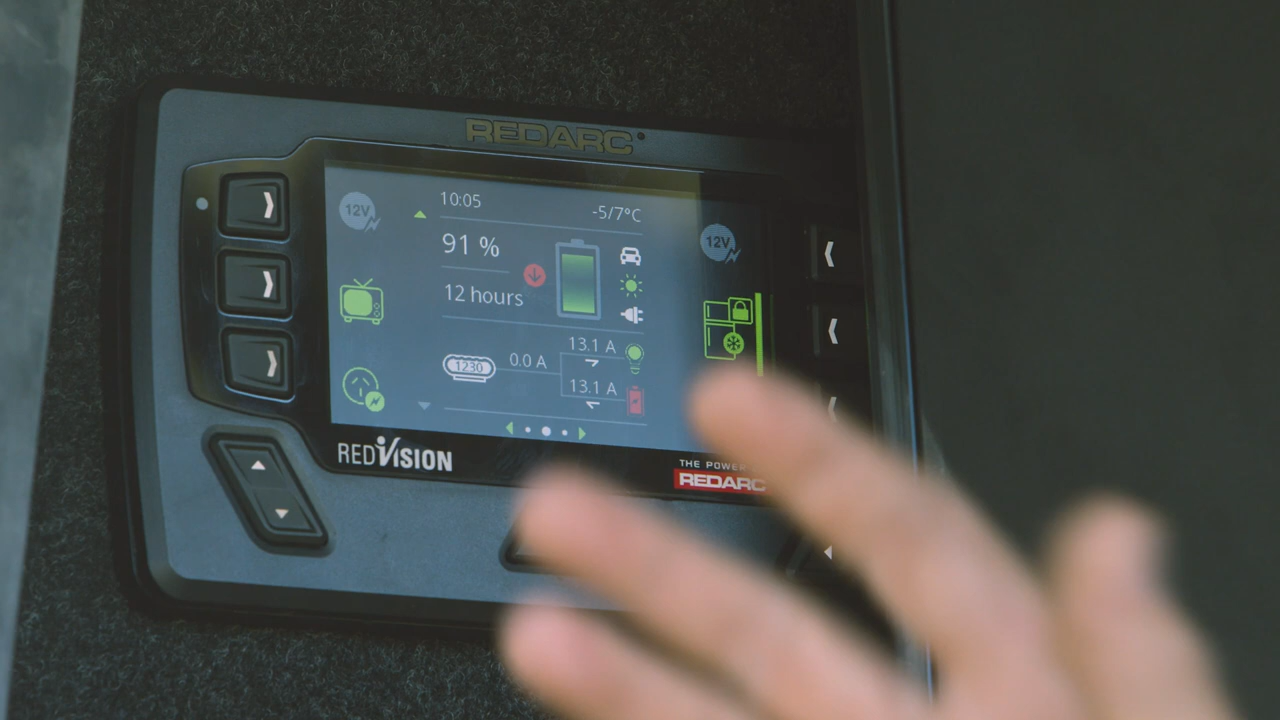 REDARC
10:05
-5/7°C
12V
12V
91 %
12 hours
13.1 A
1230
0.0 A
13.1 A
REDVISION
THE POWER
REDARC